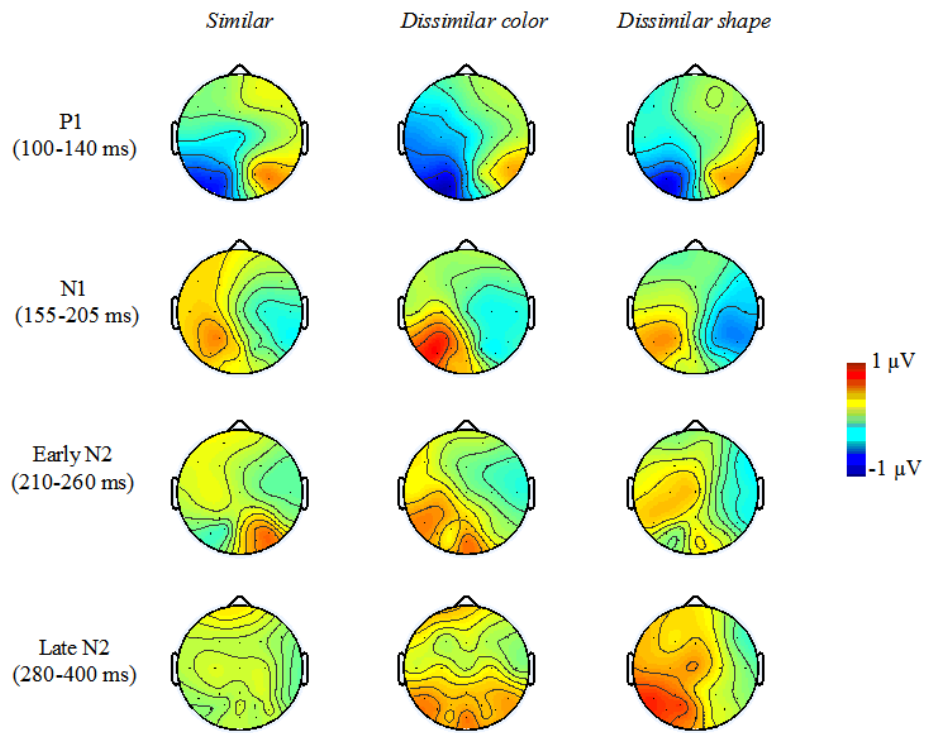 Similar
Dissimilar color
Dissimilar shape
P1
(100-140 ms)
N1
(155-205 ms)
1 µV
-1 µV
Early N2
(210-260 ms)
Late N2
(280-400 ms)